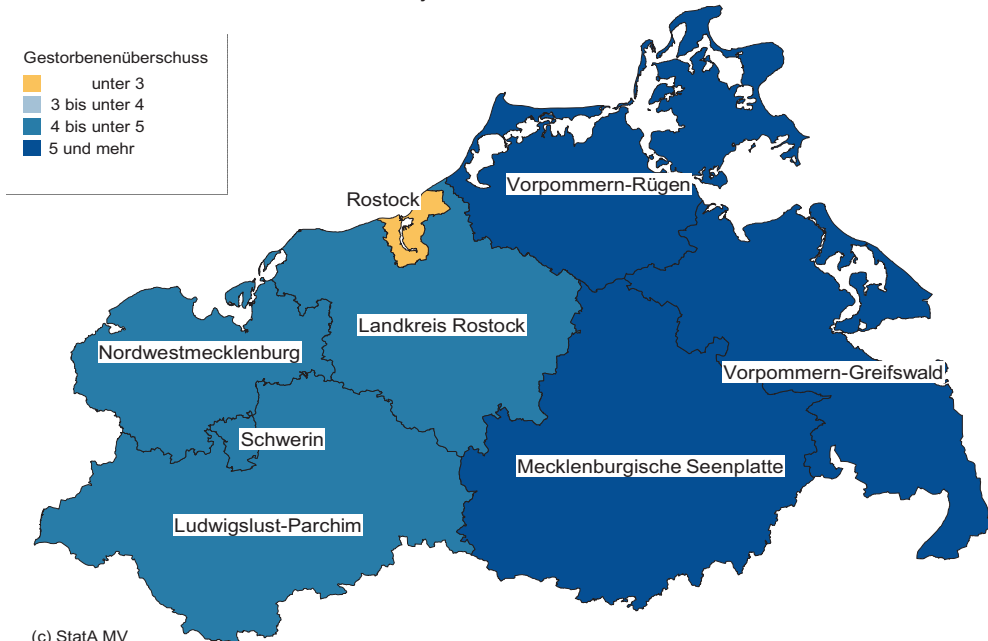 Gestorbenenüberschuss
unter 3
3 bis unter 4
4 bis unter 5
5 und mehr
Vorpommern-Rügen
Rostock
Landkreis Rostock
Nordwestmecklenburg
Vorpommern-Greifswald
Schwerin
Mecklenburgische Seenplatte
Ludwigslust-Parchim
(c) StatA MV